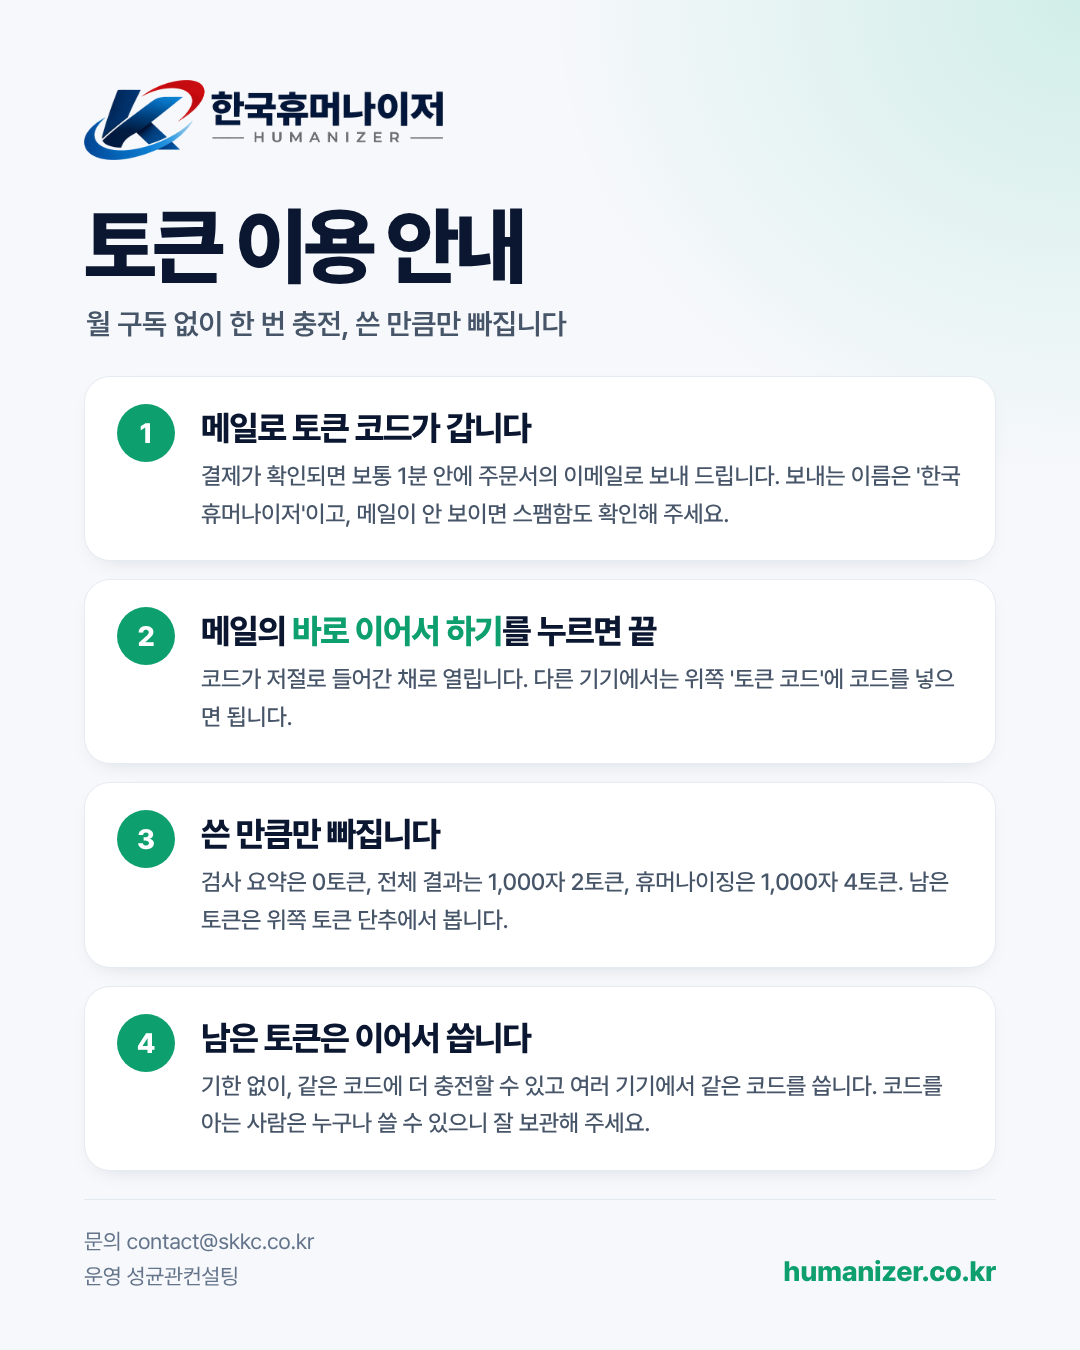 한국휴머나이저
HUMANIZER
토큰 이용 안내
월 구독 없이 한 번 충전, 쓴 만큼만 빠집니다
1
메일로 토큰 코드가 갑니다
결제가 확인되면 보통 1분 안에 주문서의 이메일로 보내 드립니다. 보내는 이름은 '한국
휴머나이저'이고, 메일이 안 보이면 스팸함도 확인해 주세요.
2
메일의 바로 이어서 하기를 누르면 끝
코드가 저절로 들어간 채로 열립니다. 다른 기기에서는 위쪽 '토큰 코드'에 코드를 넣으
면 됩니다.
3
쓴 만큼만 빠집니다
검사 요약은 0토큰, 전체 결과는 1,000자 2토큰, 휴머나이징은 1,000자 4토큰. 남은
토큰은 위쪽 토큰 단추에서 봅니다.
4
남은 토큰은 이어서 씁니다
기한 없이, 같은 코드에 더 충전할 수 있고 여러 기기에서 같은 코드를 씁니다. 코드를
아는 사람은 누구나 쓸 수 있으니 잘 보관해 주세요.
문의 contact@skkc.co.kr
운영 성균관컨설팅
humanizer.co.kr